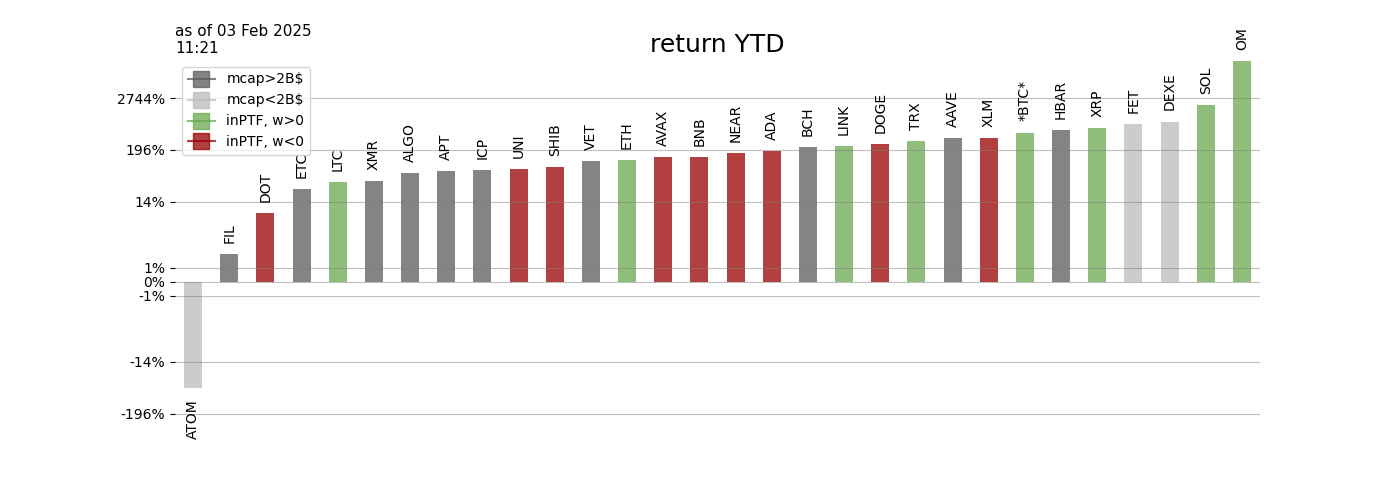 as of 03 Feb 2025
11:21
return YTD
mcap>2B$
mcap<2B$
inPTF, w>0
inPTF, w<0
2744%
196%
14%
1%
0%
-1%
-14%
-196%
ATOM
FIL
DOT
ETC
LTC
XMR
ALGO
APT
ICP
UNI
SHIB
VET
ETH
AVAX
BNB
NEAR
ADA
BCH
LINK
DOGE
TRX
AAVE
XLM
*BTC*
HBAR
XRP
FET
DEXE
SOL
OM